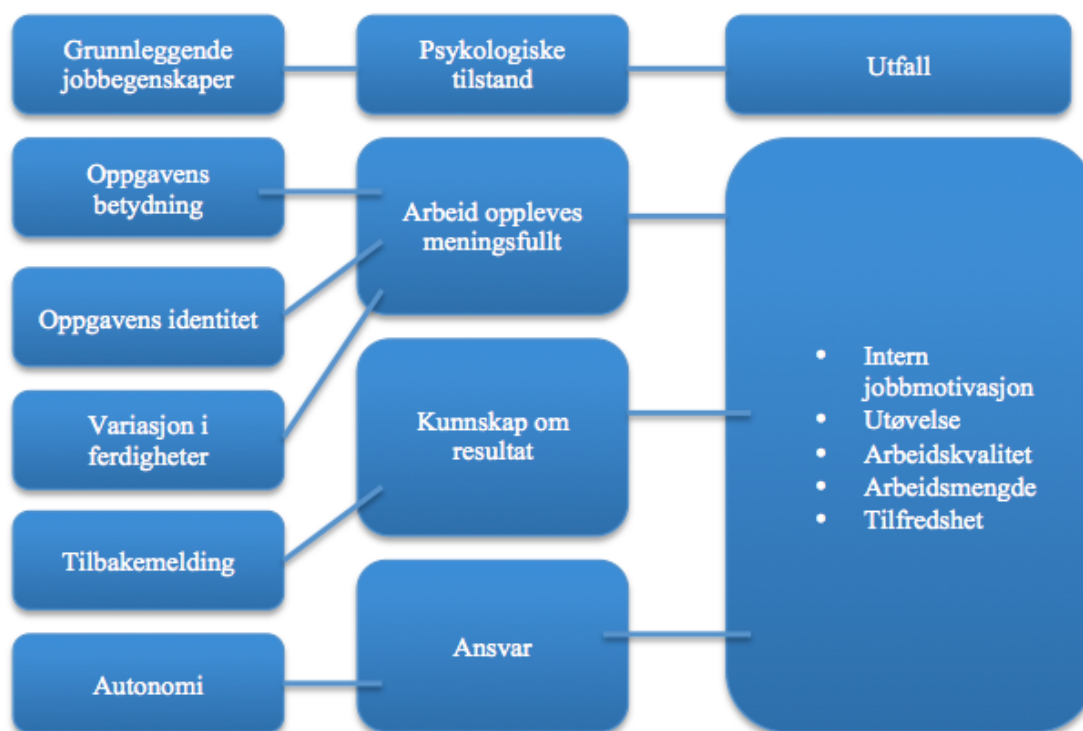 Grunnleggende
jobbegenskaper
Psykologiske
tilstand
Utfall
Oppgavens
betydning
Oppgavens identitet
Variasjon i
ferdigheter
Tilbakemelding
Autonomi
Arbeid oppleves
meningsfullt
Kunnskap om
resultat
Ansvar
• Intern
jobbmotivasjon
• Utøvelse
• Arbeidskvalitet
• Arbeidsmengde
• Tilfredshet